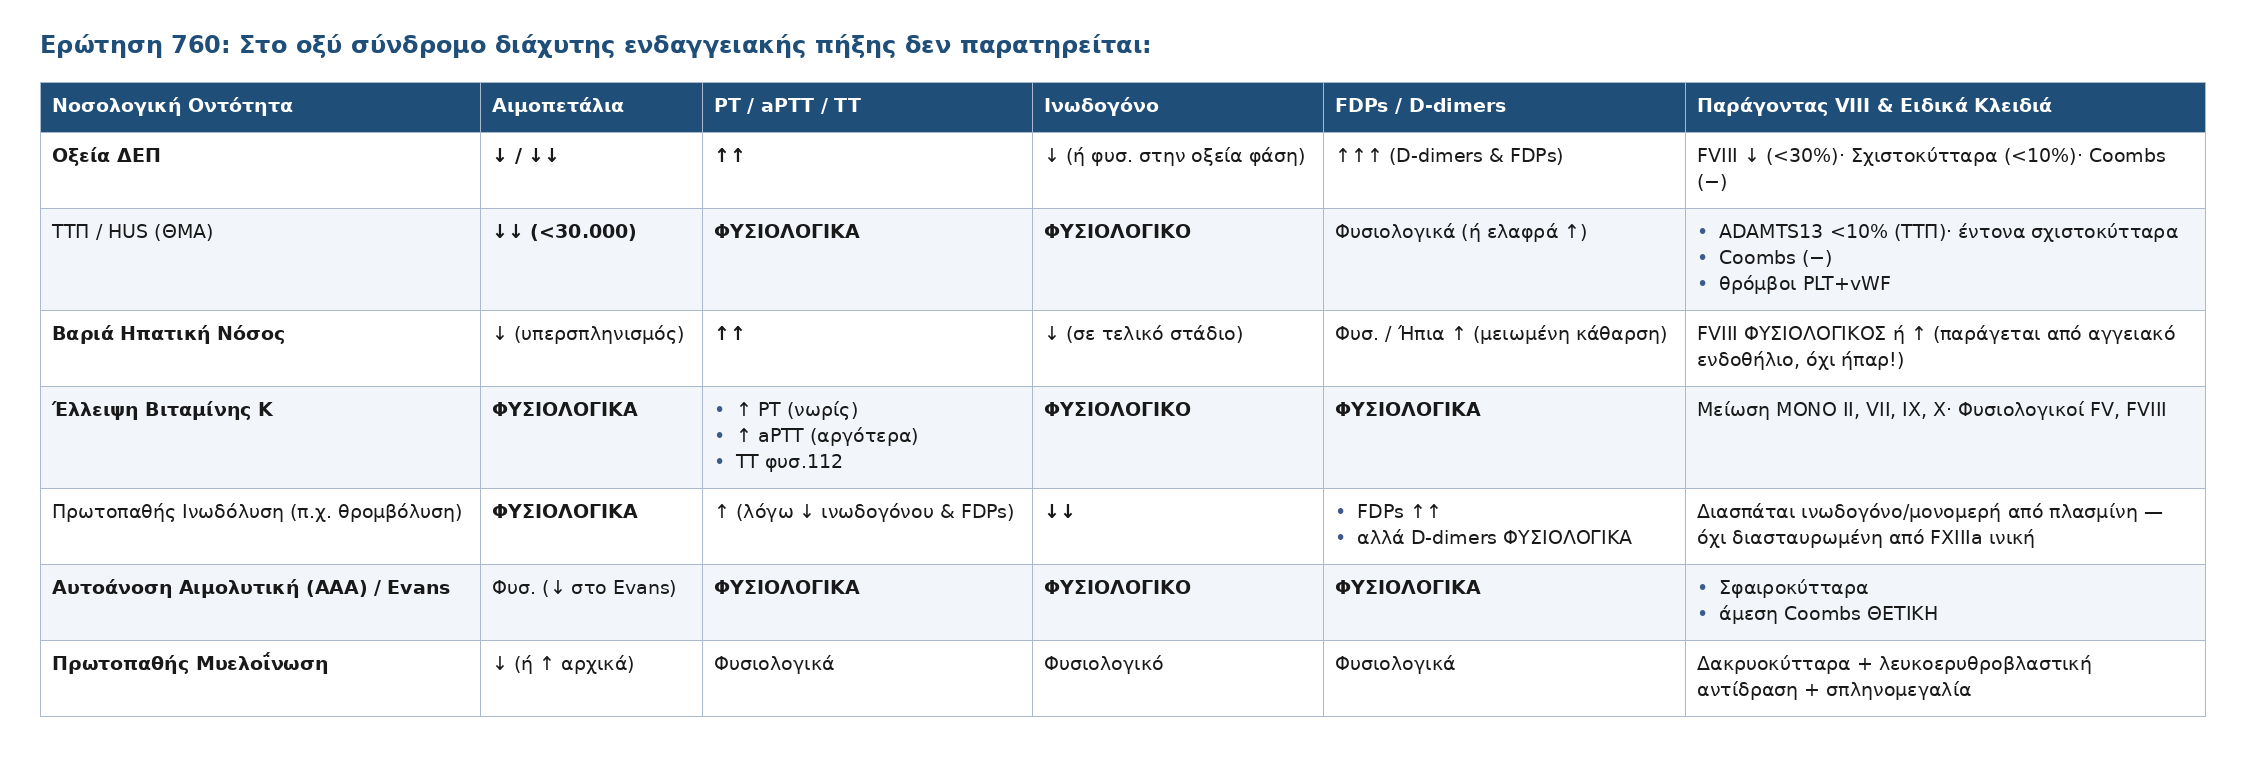 Ερώτηση 760: Στο οξύ σύνδρομο διάχυτης ενδαγγειακής πήξης δεν παρατηρείται:
Νοσολογική Οντότητα
Αιμοπετάλια
PT / aPTT / TT
Ινωδογόνο
FDPs / D-dimers
Παράγοντας VIII & Ειδικά Κλειδιά
Οξεία ΔΕΠ
↓ / ↓↓
↑↑
↓ (ή φυσ. στην οξεία φάση)
↑↑↑ (D-dimers & FDPs)
FVIII ↓ (<30%)· Σχιστοκύτταρα (<10%)· Coombs
(−)
ΤΤΠ / HUS (ΘΜΑ)
↓↓ (<30.000)
ΦΥΣΙΟΛΟΓΙΚΑ
ΦΥΣΙΟΛΟΓΙΚΟ
Φυσιολογικά (ή ελαφρά ↑)
• ADAMTS13 <10% (ΤΤΠ)· έντονα σχιστοκύτταρα
• Coombs (−)
• θρόμβοι PLT+vWF
Βαριά Ηπατική Νόσος
↓ (υπερσπληνισμός)
↑↑
↓ (σε τελικό στάδιο)
Φυσ. / Ήπια ↑ (μειωμένη κάθαρση)
FVIII ΦΥΣΙΟΛΟΓΙΚΟΣ ή ↑ (παράγεται από αγγειακό
ενδοθήλιο, όχι ήπαρ!)
Έλλειψη Βιταμίνης Κ
ΦΥΣΙΟΛΟΓΙΚΑ
• ↑ PT (νωρίς)
• ↑ aPTT (αργότερα)
• TT φυσ.112
ΦΥΣΙΟΛΟΓΙΚΟ
ΦΥΣΙΟΛΟΓΙΚΑ
Μείωση ΜΟΝΟ II, VII, IX, X· Φυσιολογικοί FV, FVIII
Πρωτοπαθής Ινωδόλυση (π.χ. θρομβόλυση)
ΦΥΣΙΟΛΟΓΙΚΑ
↑ (λόγω ↓ ινωδογόνου & FDPs)
↓↓
• FDPs ↑↑
• αλλά D-dimers ΦΥΣΙΟΛΟΓΙΚΑ
Διασπάται ινωδογόνο/μονομερή από πλασμίνη —
όχι διασταυρωμένη από FXIIIa ινική
Αυτοάνοση Αιμολυτική (ΑΑΑ) / Evans
Φυσ. (↓ στο Evans)
ΦΥΣΙΟΛΟΓΙΚΑ
ΦΥΣΙΟΛΟΓΙΚΟ
ΦΥΣΙΟΛΟΓΙΚΑ
• Σφαιροκύτταρα
• άμεση Coombs ΘΕΤΙΚΗ
Πρωτοπαθής Μυελοΐνωση
↓ (ή ↑ αρχικά)
Φυσιολογικά
Φυσιολογικό
Φυσιολογικά
Δακρυοκύτταρα + λευκοερυθροβλαστική
αντίδραση + σπληνομεγαλία